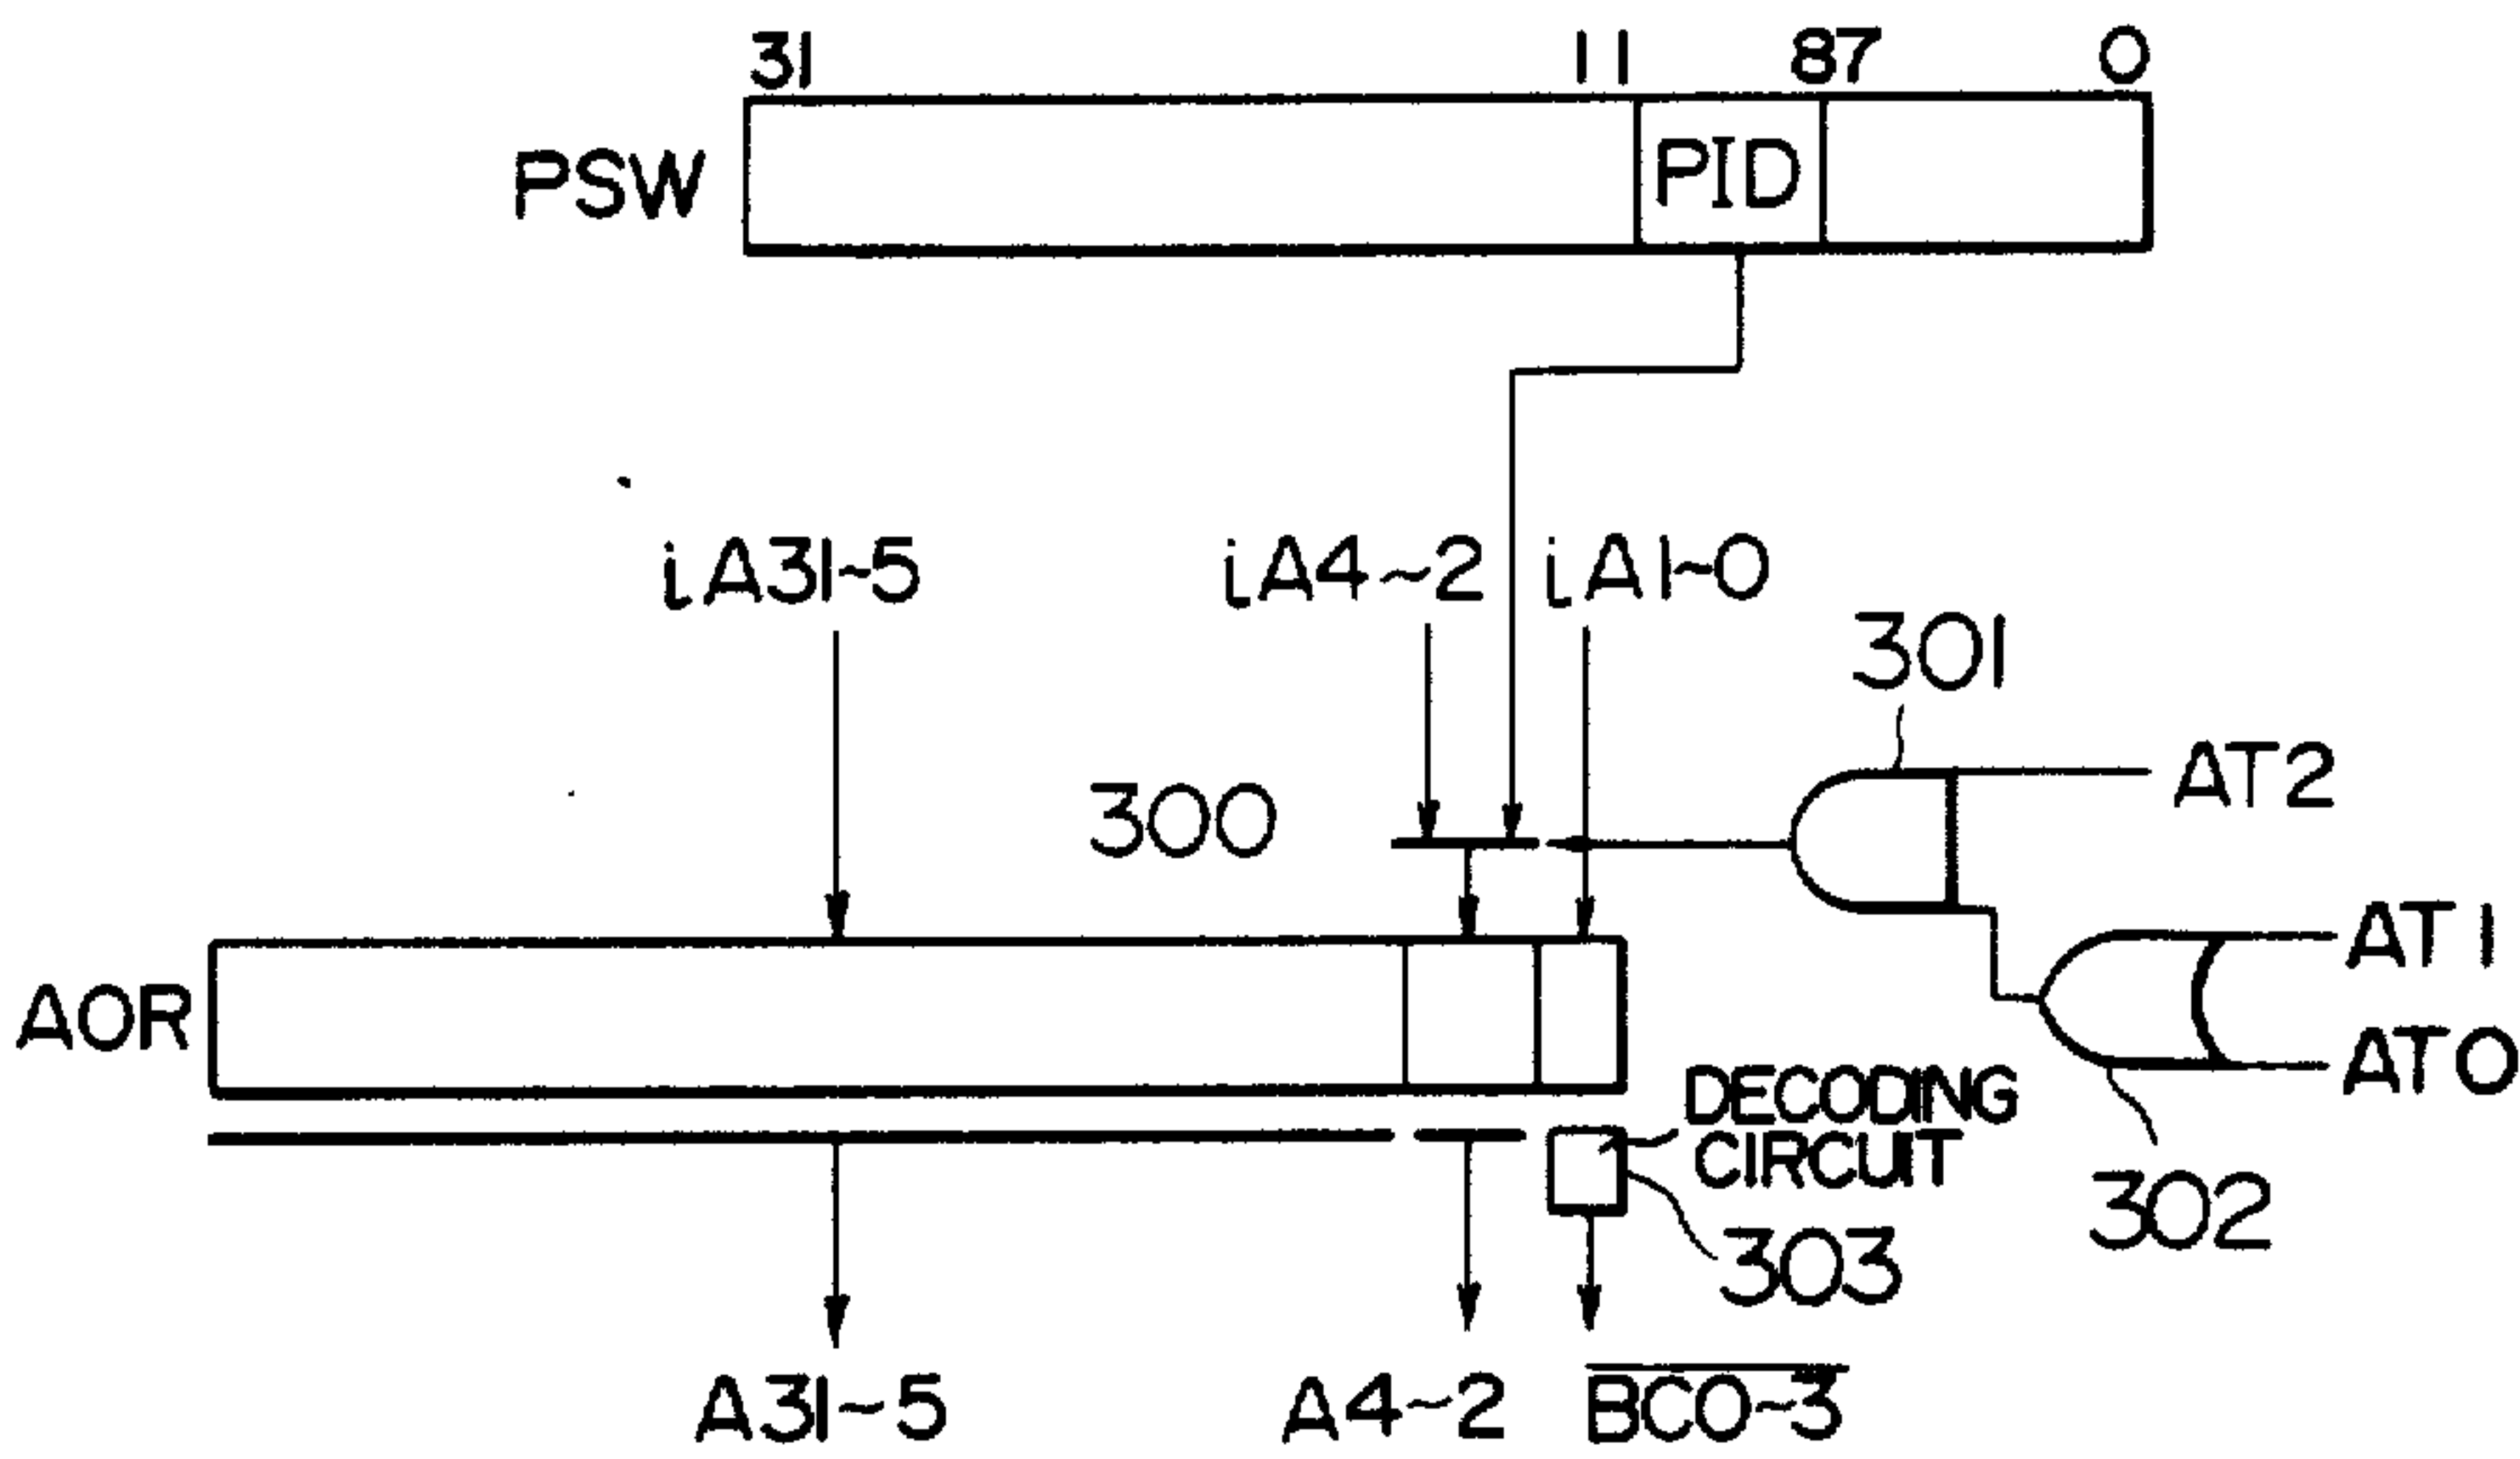 31 11 87 0
PSW PID
iA31~5 iA4~2 iA1~0
301
AT2
300
AT1
AOR
AT0
DECODING
CIRCUIT
302
303
A31~5 A4~2 BC0~3